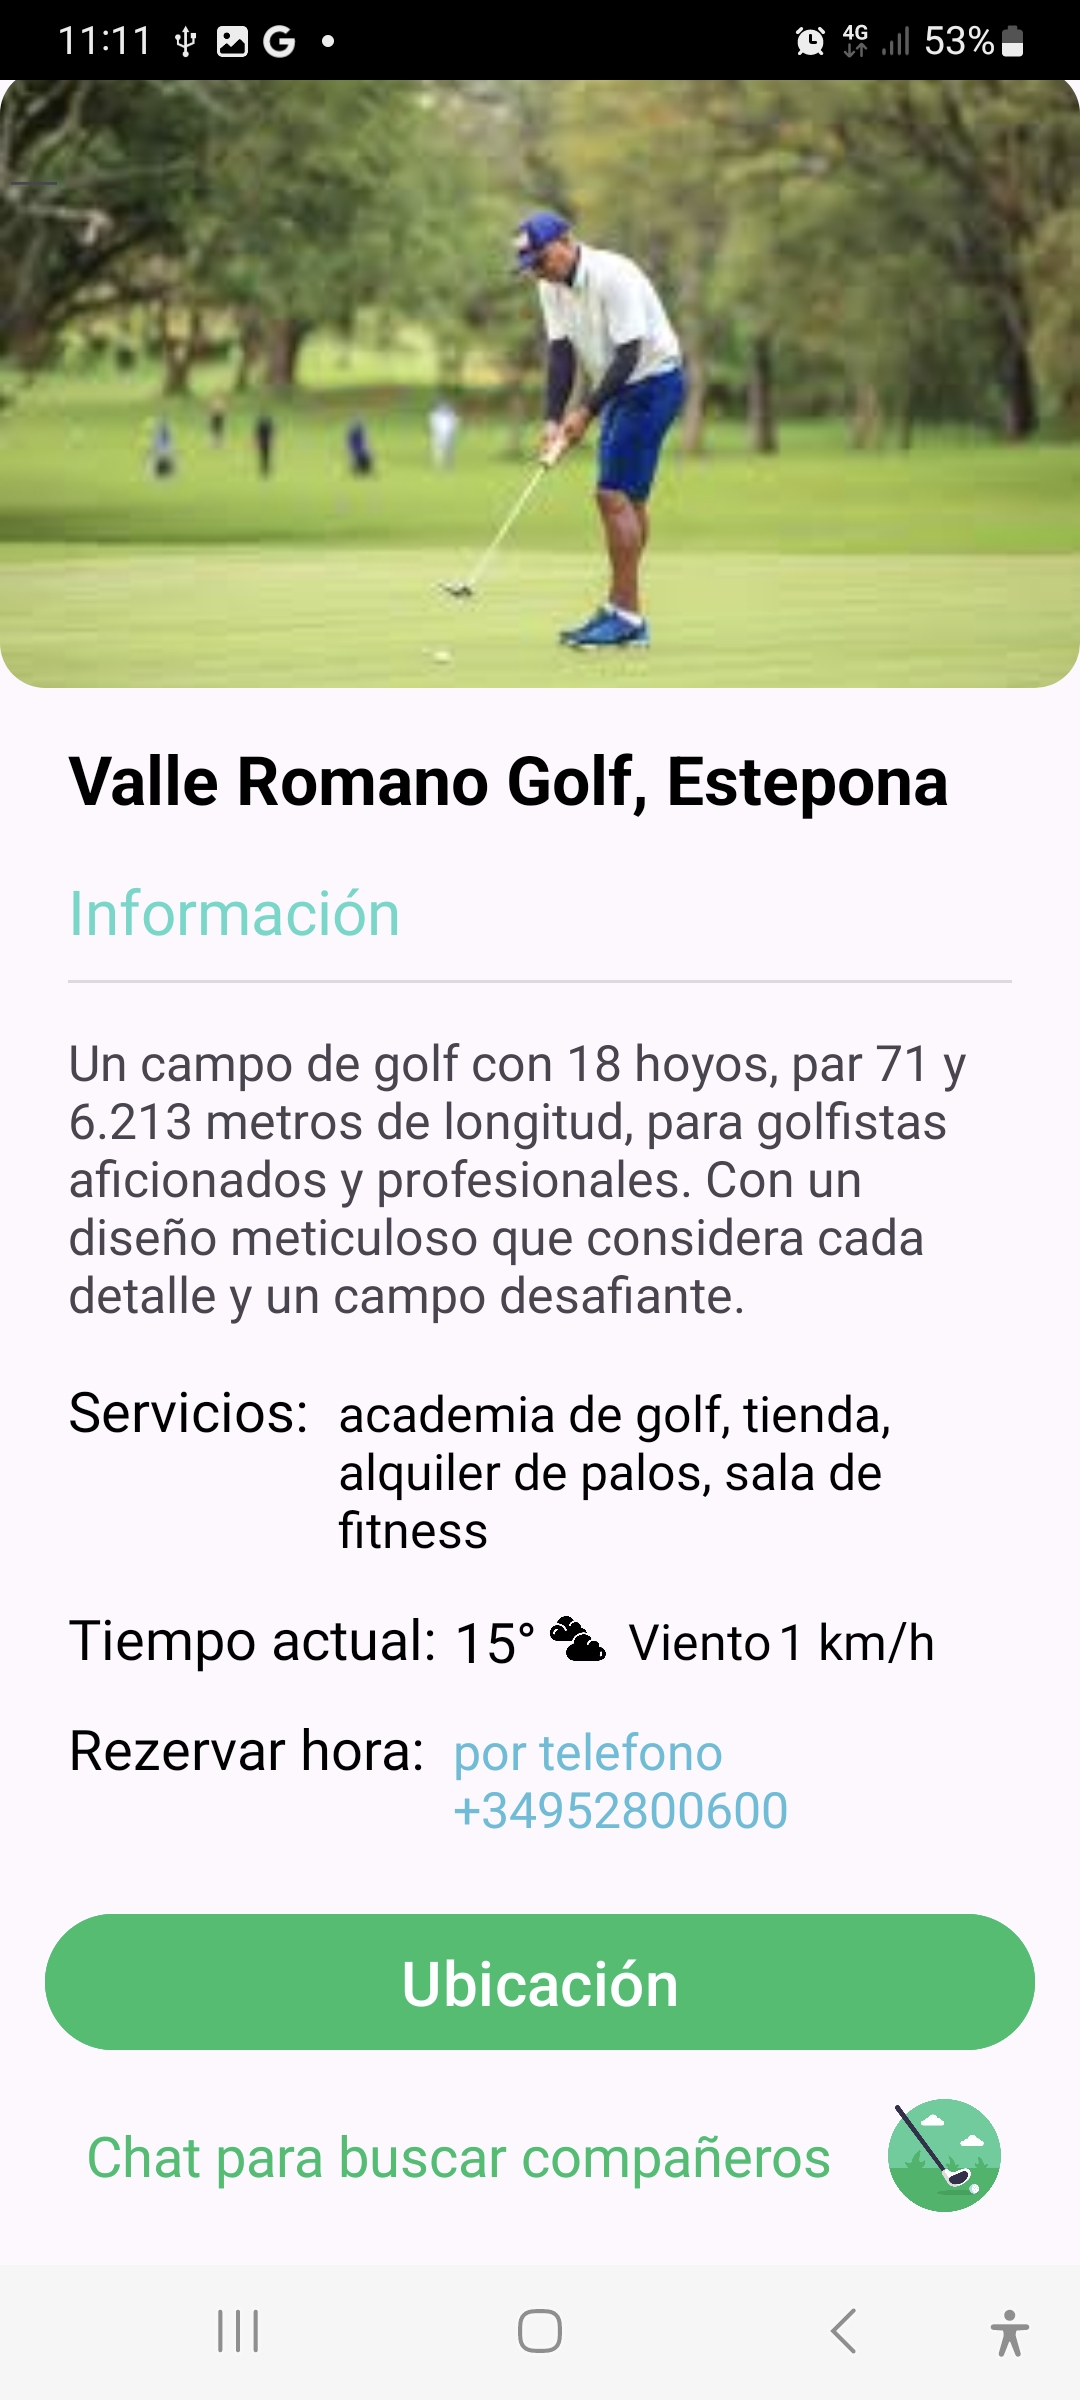 11:11 G 4G 53%
Valle Romano Golf, Estepona
Información
Un campo de golf con 18 hoyos, par 71 y
6.213 metros de longitud, para golfistas
aficionados y profesionales. Con un
diseño meticuloso que considera cada
detalle y un campo desafiante.
Servicios: academia de golf, tienda,
alquiler de palos, sala de
fitness
Tiempo actual: 15° Viento 1 km/h
Rezervar hora: por telefono
+34952800600
Ubicación
Chat para buscar compañeros